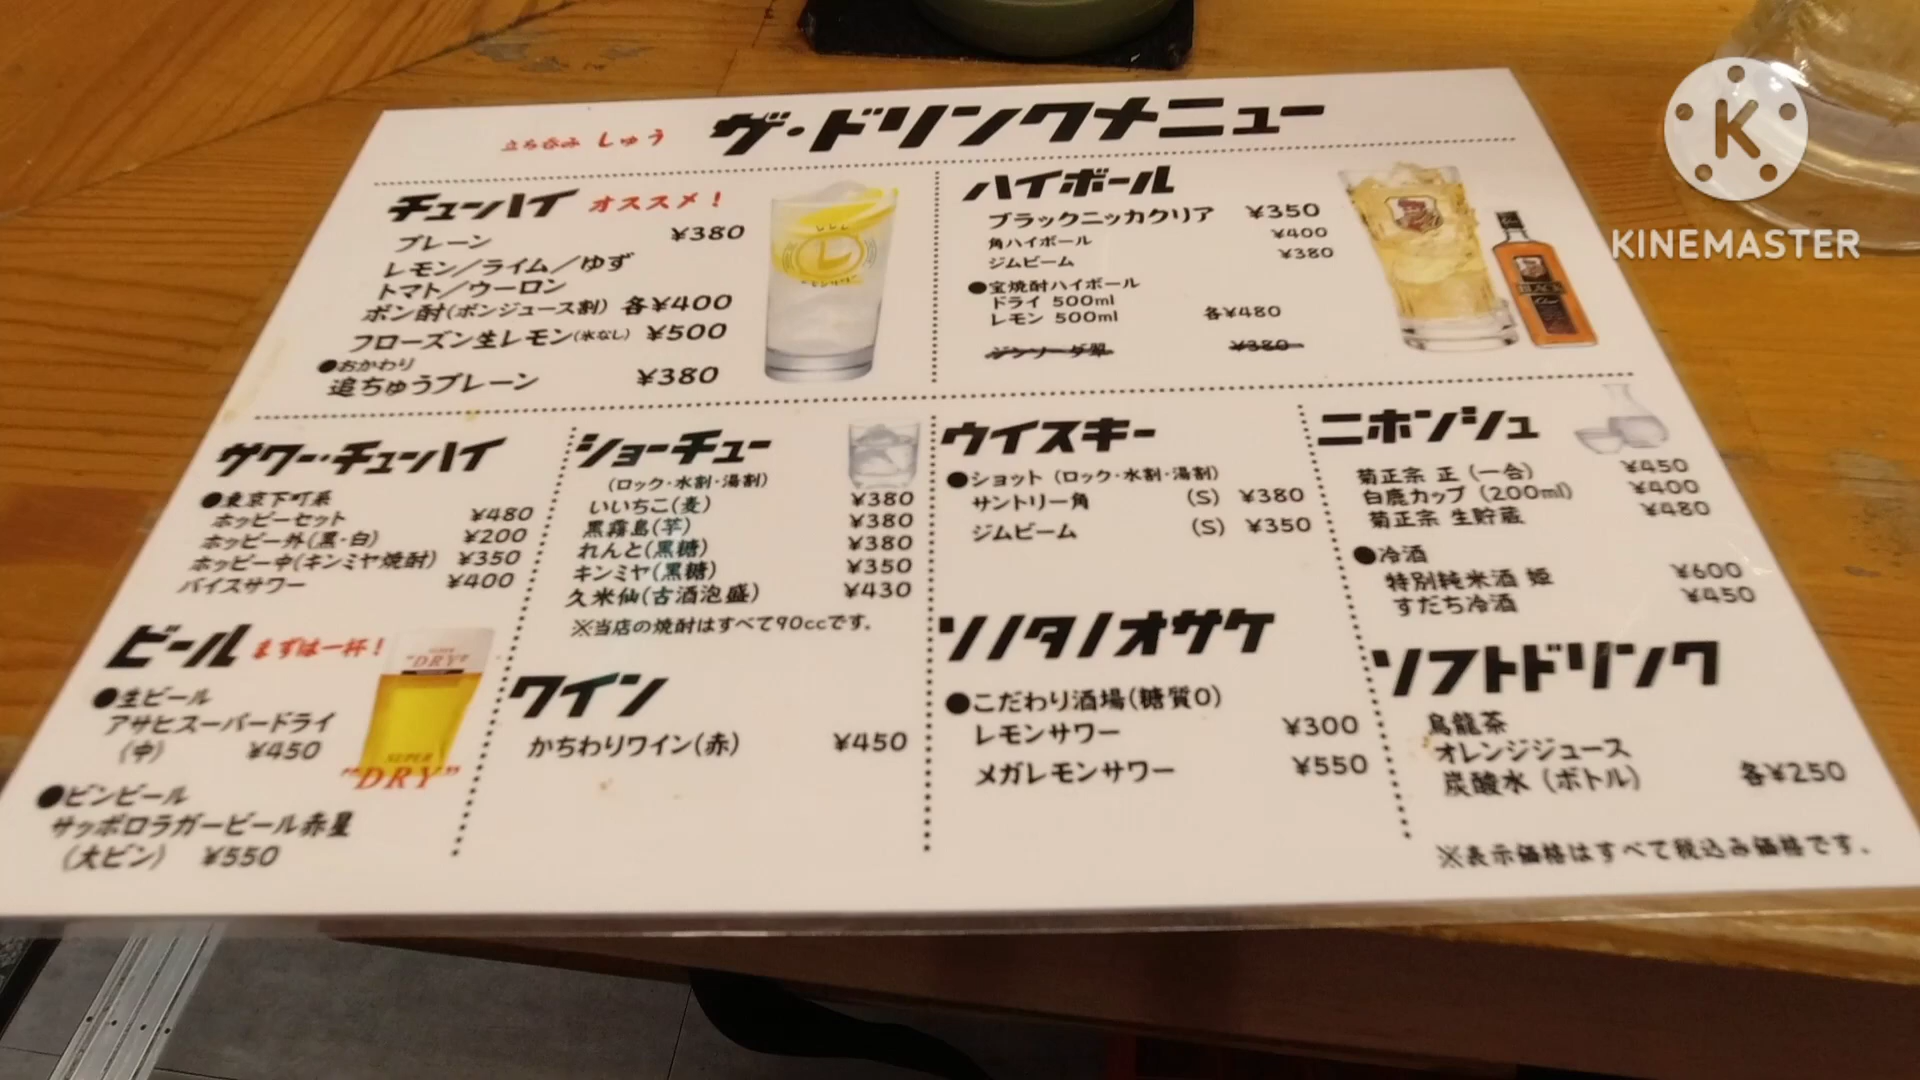 立ち呑み しゅう ザ・ドリンクメニュー
チューハイ オススメ！
プレーン ¥380
レモン／ライム／ゆず
トマト／ウーロン
ポン酎(ポンジュース割) 各¥400
フローズン生レモン(氷なし) ¥500
●おかわり
追ちゅうプレーン ¥380
ハイボール
ブラックニッカクリア ¥350
角ハイボール ¥400
ジムビーム ¥380
●宝焼酎ハイボール
ドライ 500ml
レモン 500ml 各¥480
ジンソーダ翠 ¥380
サワー・チューハイ
●東京下町系
ホッピーセット ¥480
ホッピー外(黒・白) ¥200
ホッピー中(キンミヤ焼酎) ¥350
バイスサワー ¥400
ショーチュー
(ロック・水割・湯割)
いいちこ(麦) ¥380
黒霧島(芋) ¥380
れんと(黒糖) ¥380
キンミヤ(黒糖) ¥350
久米仙(古酒泡盛) ¥430
※当店の焼酎はすべて90ccです。
ウイスキー
●ショット (ロック・水割・湯割)
サントリー角 (S) ¥380
ジムビーム (S) ¥350
ニホンシュ
菊正宗 正 (一合) ¥450
白鹿カップ (200ml) ¥400
菊正宗 生貯蔵 ¥480
●冷酒
特別純米酒 姫 ¥600
すだち冷酒 ¥450
ビール まずは一杯！
●生ビール
アサヒスーパードライ
(中) ¥450
●ビンビール
サッポロラガービール赤星
(大ビン) ¥550
"DRY"
SUPER
"DRY"
ワイン
かちわりワイン(赤) ¥450
ソノタノオサケ
●こだわり酒場(糖質0)
レモンサワー ¥300
メガレモンサワー ¥550
ソフトドリンク
烏龍茶
オレンジジュース
炭酸水 (ボトル) 各¥250
※表示価格はすべて税込み価格です。
L
BLACK
K
KINEMASTER